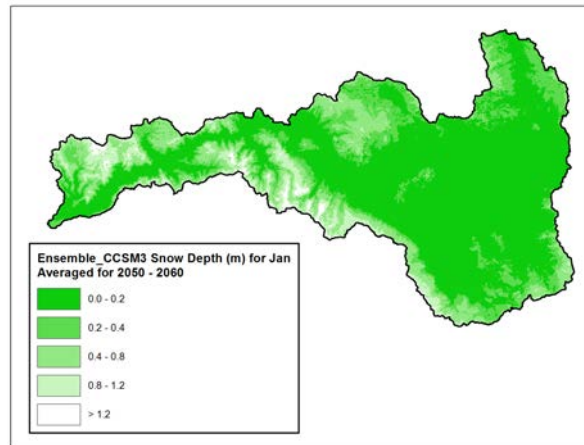 Ensemble_CCSM3 Snow Depth (m) for Jan
Averaged for 2050 - 2060
0.0 - 0.2
0.2 - 0.4
0.4 - 0.8
0.8 - 1.2
> 1.2